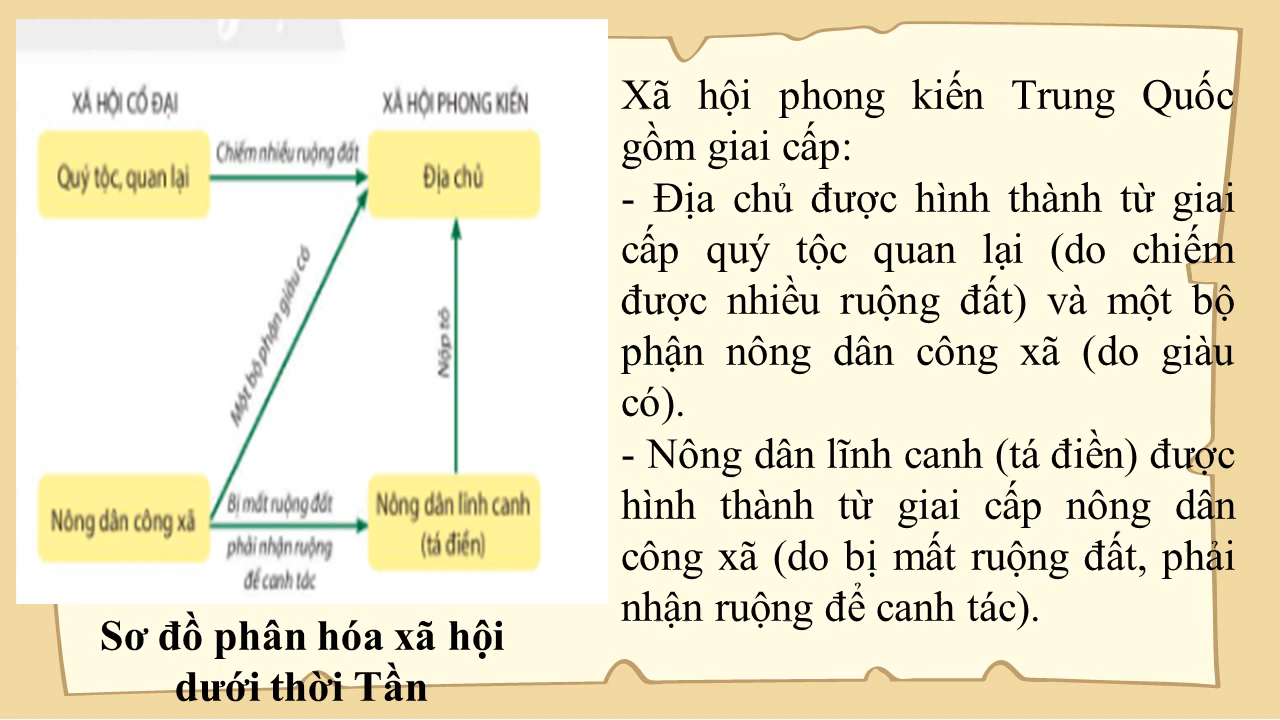 XÃ HỘI CỔ ĐẠI
XÃ HỘI PHONG KIẾN
Quý tộc, quan lại
Chiếm nhiều ruộng đất
Địa chủ
Một bộ phận giàu có
Nộp tô
Nông dân công xã
Bị mất ruộng đất
phải nhận ruộng
để canh tác
Nông dân lĩnh canh
(tá điền)
Sơ đồ phân hóa xã hội
dưới thời Tần
Xã hội phong kiến Trung Quốc
gồm giai cấp:
- Địa chủ được hình thành từ giai
cấp quý tộc quan lại (do chiếm
được nhiều ruộng đất) và một bộ
phận nông dân công xã (do giàu
có).
- Nông dân lĩnh canh (tá điền) được
hình thành từ giai cấp nông dân
công xã (do bị mất ruộng đất, phải
nhận ruộng để canh tác).